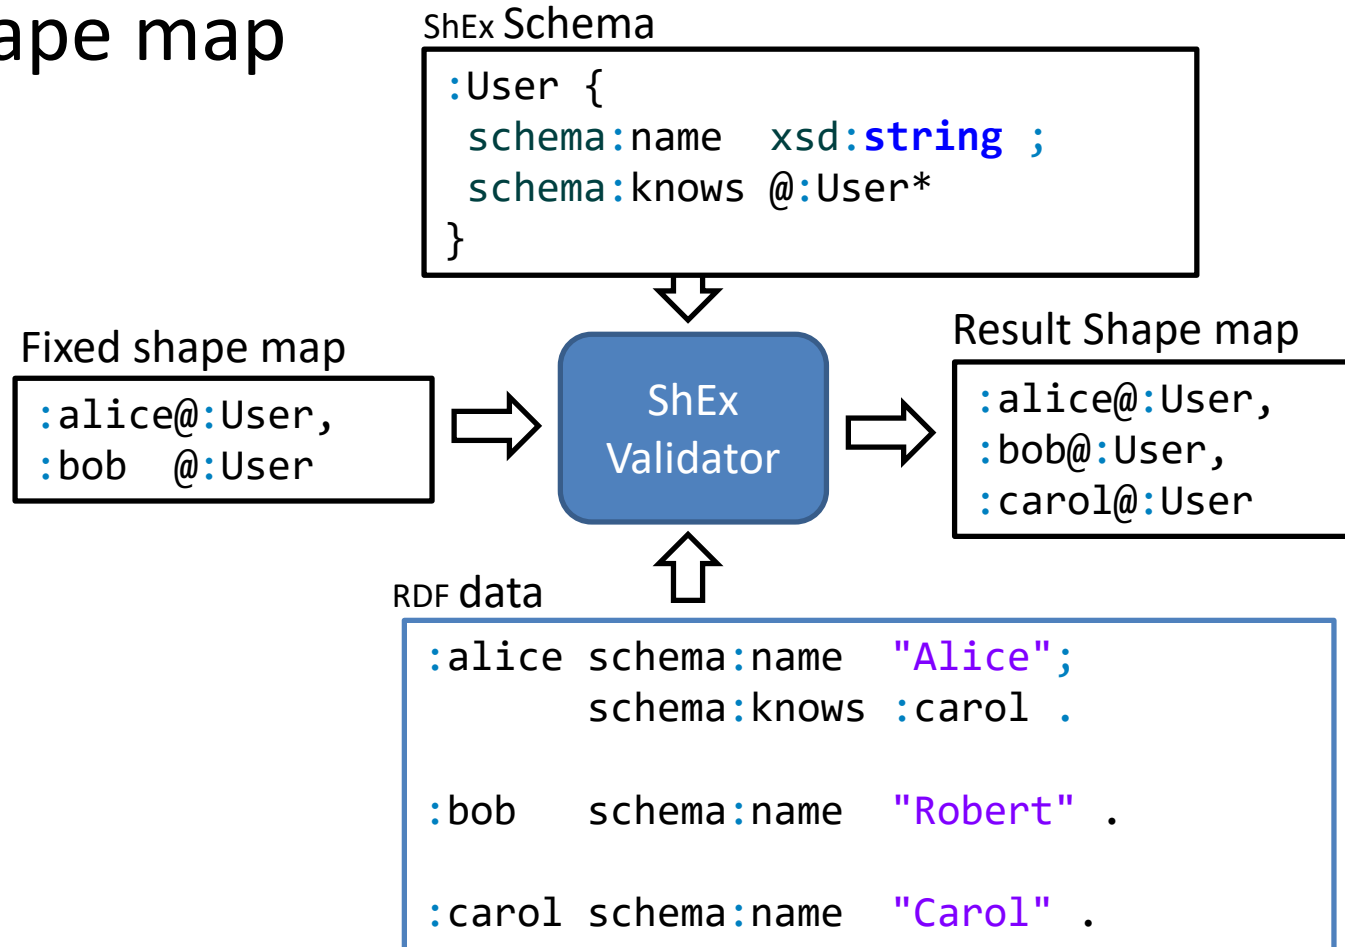 ape map
ShEx Schema
:User {
schema:name xsd:string ;
schema:knows @:User*
}
Fixed shape map
:alice@:User,
:bob @:User
ShEx
Validator
Result Shape map
:alice@:User,
:bob@:User,
:carol@:User
RDF data
:alice schema:name "Alice";
schema:knows :carol .
:bob schema:name "Robert" .
:carol schema:name "Carol" .